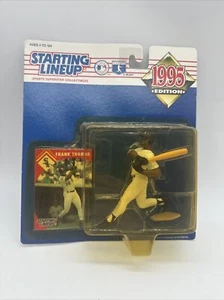 STARTING
LINEUP
SPORTS SUPERSTAR COLLECTIBLES
1995
EDITION
FRANK THOMAS